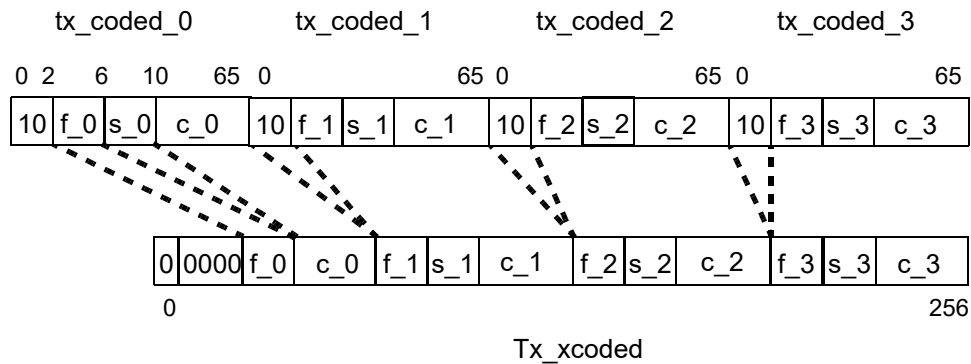 tx_coded_0 tx_coded_1 tx_coded_2 tx_coded_3
0 2 6 10 65 0 65 0 65 0 65
10 f_0 s_0 c_0 10 f_1 s_1 c_1 10 f_2 s_2 c_2 10 f_3 s_3 c_3
0 0000 f_0 c_0 f_1 s_1 c_1 f_2 s_2 c_2 f_3 s_3 c_3
0 256
Tx_xcoded